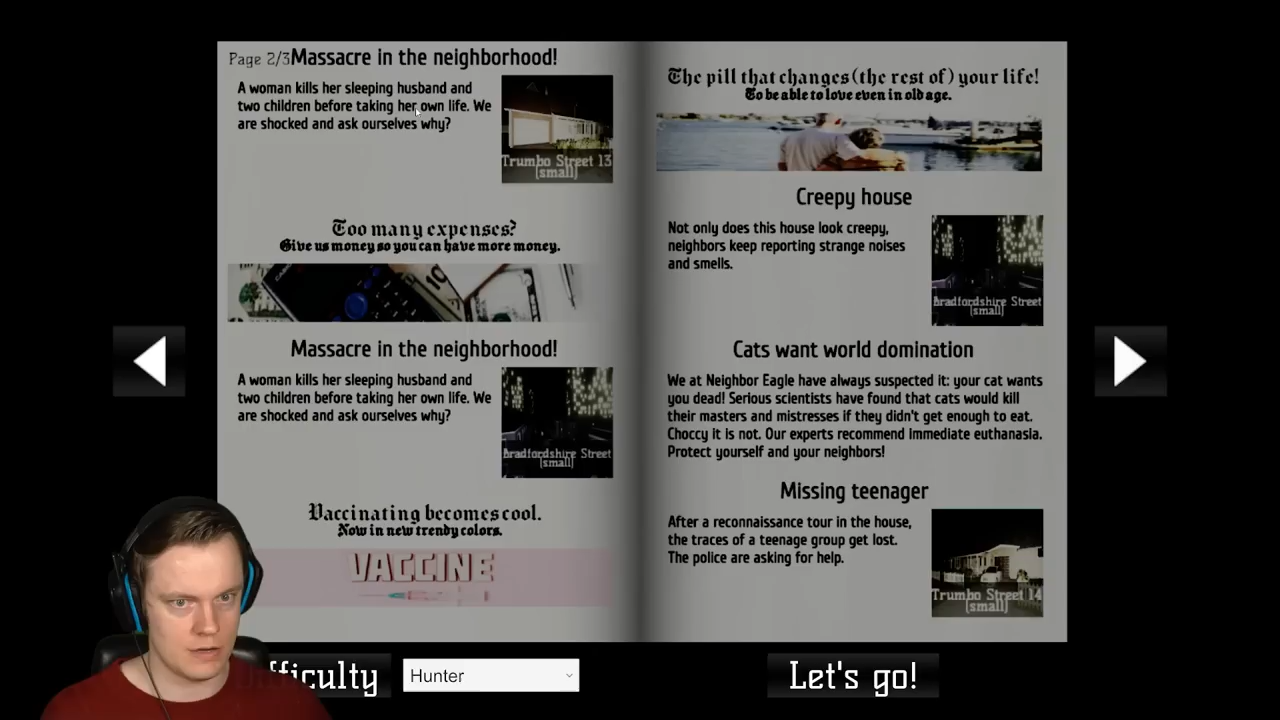 Page 2/3
Massacre in the neighborhood!
A woman kills her sleeping husband and
two children before taking her own life. We
are shocked and ask ourselves why?
Trumbo Street 13
(small)
Too many expenses?
Give us money so you can have more money.
Massacre in the neighborhood!
A woman kills her sleeping husband and
two children before taking her own life. We
are shocked and ask ourselves why?
Bradfordshire Street
(small)
Vaccinating becomes cool.
Now in new trendy colors.
VACCINE
The pill that changes (the rest of) your life!
To be able to love even in old age.
Creepy house
Not only does this house look creepy,
neighbors keep reporting strange noises
and smells.
Bradfordshire Street
(small)
Cats want world domination
We at Neighbor Eagle have always suspected it: your cat wants
you dead! Serious scientists have found that cats would kill
their masters and mistresses if they didn't get enough to eat.
Choccy it is not. Our experts recommend immediate euthanasia.
Protect yourself and your neighbors!
Missing teenager
After a reconnaissance tour in the house,
the traces of a teenage group get lost.
The police are asking for help.
Trumbo Street 14
(small)
Difficulty
Hunter
Let's go!